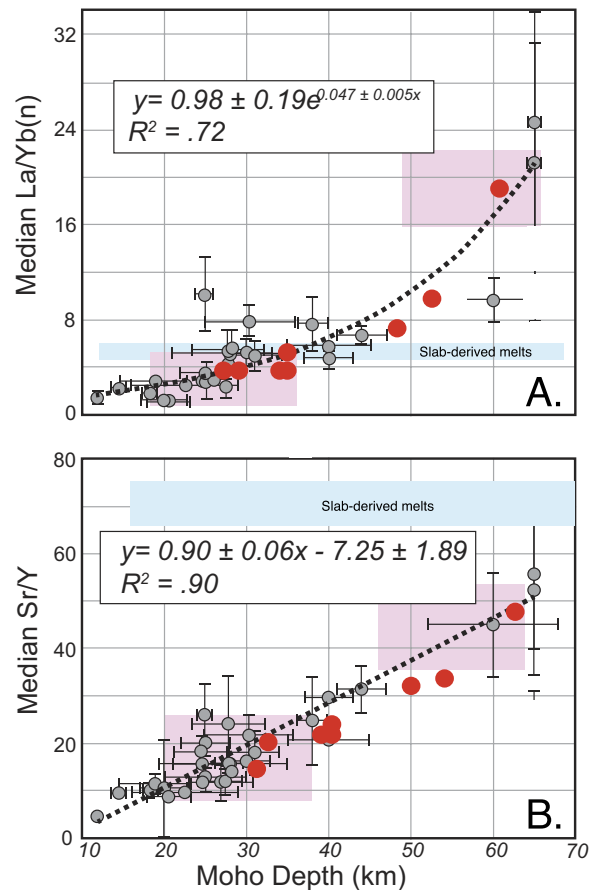 32
24
16
8
0
Median La/Yb(n)
y= 0.98 ± 0.19e^0.047 ± 0.005x
R² = .72
Slab-derived melts
A.
80
60
40
20
0
Median Sr/Y
Slab-derived melts
y= 0.90 ± 0.06x - 7.25 ± 1.89
R² = .90
B.
10 20 30 40 50 60 70
Moho Depth (km)